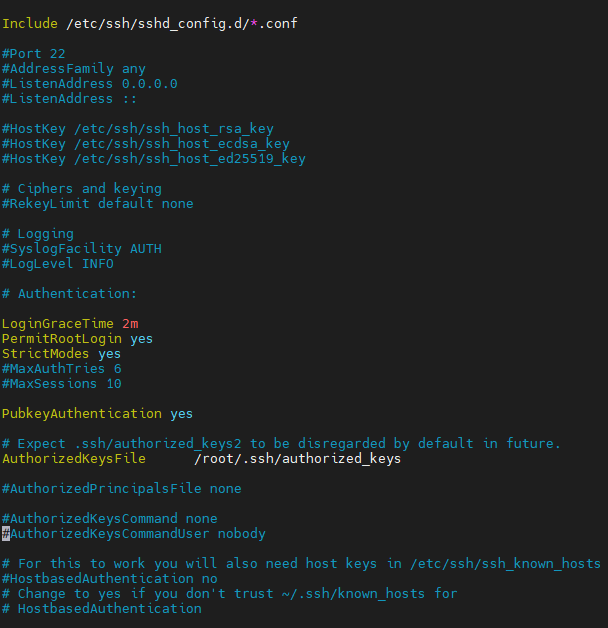 Include /etc/ssh/sshd_config.d/*.conf
#Port 22
#AddressFamily any
#ListenAddress 0.0.0.0
#ListenAddress ::
#HostKey /etc/ssh/ssh_host_rsa_key
#HostKey /etc/ssh/ssh_host_ecdsa_key
#HostKey /etc/ssh/ssh_host_ed25519_key
# Ciphers and keying
#RekeyLimit default none
# Logging
#SyslogFacility AUTH
#LogLevel INFO
# Authentication:
LoginGraceTime 2m
PermitRootLogin yes
StrictModes yes
#MaxAuthTries 6
#MaxSessions 10
PubkeyAuthentication yes
# Expect .ssh/authorized_keys2 to be disregarded by default in future.
AuthorizedKeysFile      /root/.ssh/authorized_keys
#AuthorizedPrincipalsFile none
#AuthorizedKeysCommand none
#AuthorizedKeysCommandUser nobody
# For this to work you will also need host keys in /etc/ssh/ssh_known_hosts
#HostbasedAuthentication no
# Change to yes if you don't trust ~/.ssh/known_hosts for
# HostbasedAuthentication